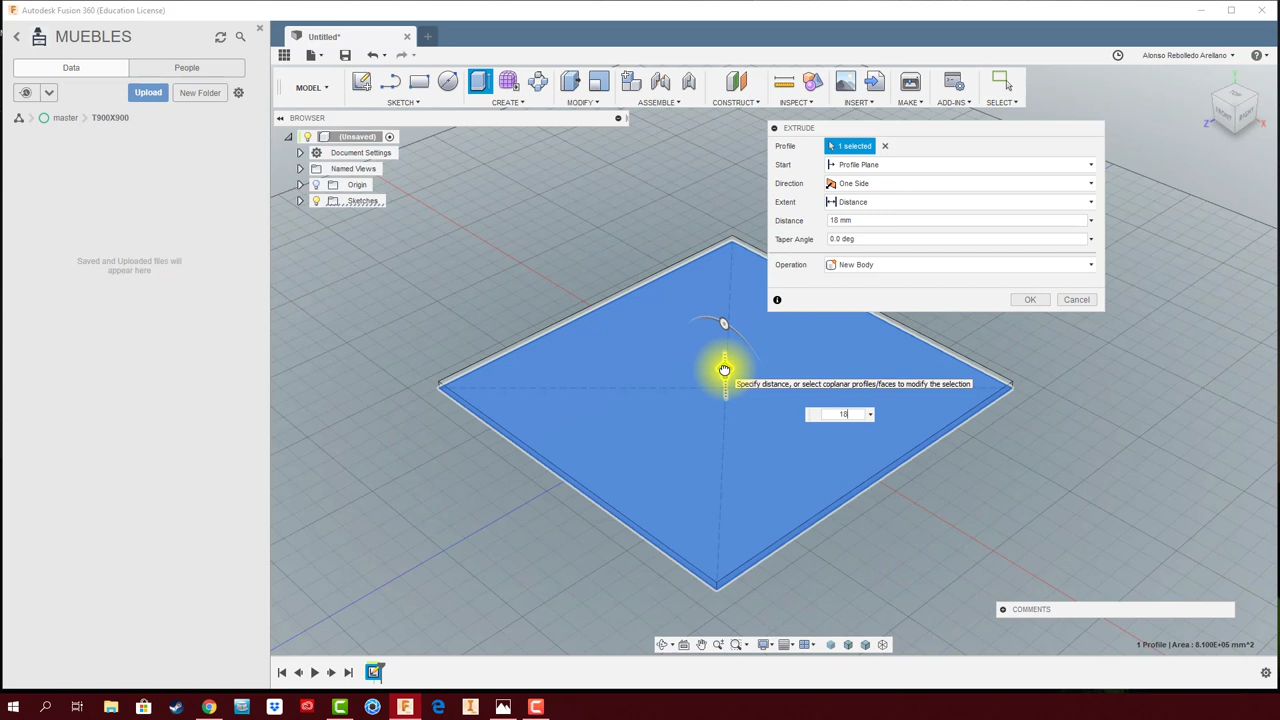 Autodesk Fusion 360 (Education License)
MUEBLES
Untitled*
Alonso Rebolledo Arellano
Data
People
Upload
New Folder
master
T900X900
Saved and Uploaded files will
appear here
MODEL
SKETCH
CREATE
MODIFY
ASSEMBLE
CONSTRUCT
INSPECT
INSERT
MAKE
ADD-INS
SELECT
BROWSER
(Unsaved)
Document Settings
Named Views
Origin
Sketches
TOP
FRONT
RIGHT
Y
Z
X
EXTRUDE
Profile
1 selected
Start
Profile Plane
Direction
One Side
Extent
Distance
Distance
18 mm
Taper Angle
0.0 deg
Operation
New Body
OK
Cancel
Specify distance, or select coplanar profiles/faces to modify the selection
18
COMMENTS
1 Profile | Area : 8.100E+05 mm^2